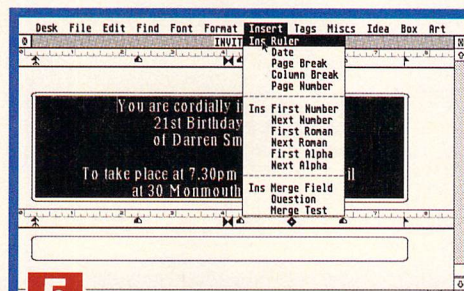 Desk File Edit Find Font Format Insert Tags Miscs Idea Box Art
INVIT
Ins Ruler
Date
Page Break
Column Break
Page Number
Ins First Number
Next Number
First Roman
Next Roman
First Alpha
Next Alpha
Ins Merge Field
Question
Merge Test
You are cordially i
21st Birthday
of Darren Sm
To take place at 7.30pm il
at 30 Monmouth
5